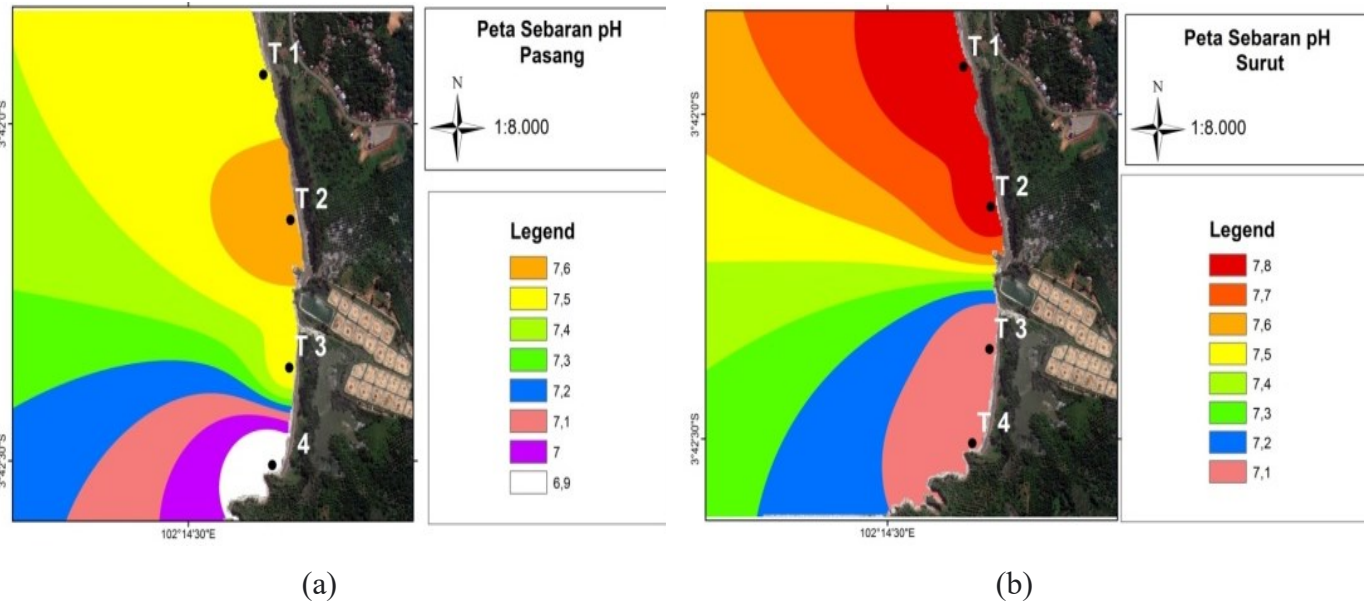 T 1
T 2
T 3
4
3°42'0"S
3°42'30"S
102°14'30"E
Peta Sebaran pH
Pasang
N
1:8.000
Legend
7,6
7,5
7,4
7,3
7,2
7,1
7
6,9
(a)
T 1
T 2
T 3
T 4
3°42'0"S
3°42'30"S
102°14'30"E
Peta Sebaran pH
Surut
N
1:8.000
Legend
7,8
7,7
7,6
7,5
7,4
7,3
7,2
7,1
(b)